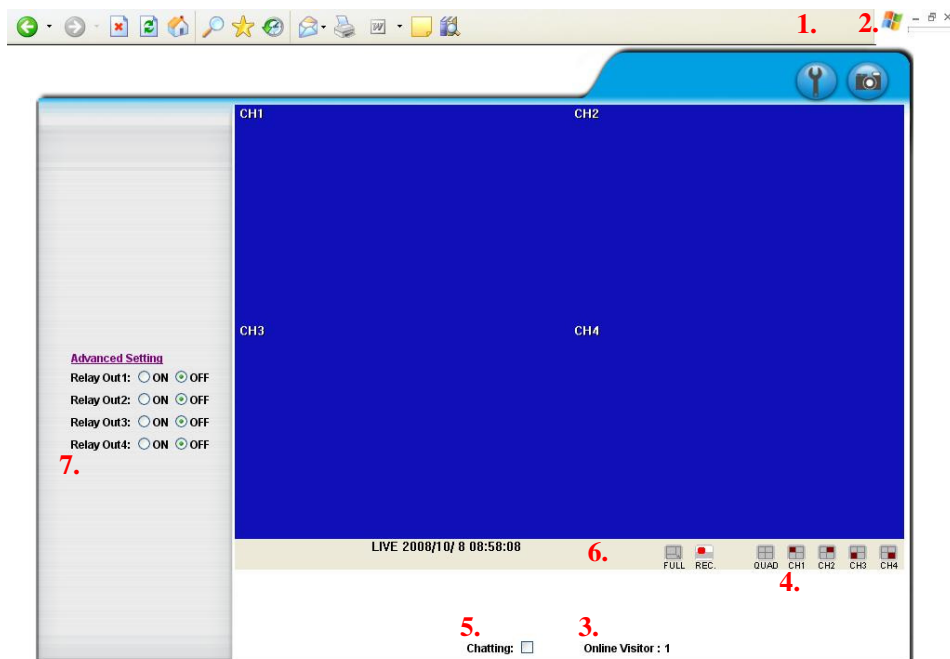 1. 2.
CH1 CH2
CH3 CH4
Advanced Setting
Relay Out1: ON OFF
Relay Out2: ON OFF
Relay Out3: ON OFF
Relay Out4: ON OFF
7.
LIVE 2008/10/ 8 08:58:08 6.
FULL REC. QUAD CH1 CH2 CH3 CH4
4.
5. 3.
Chatting: Online Visitor : 1